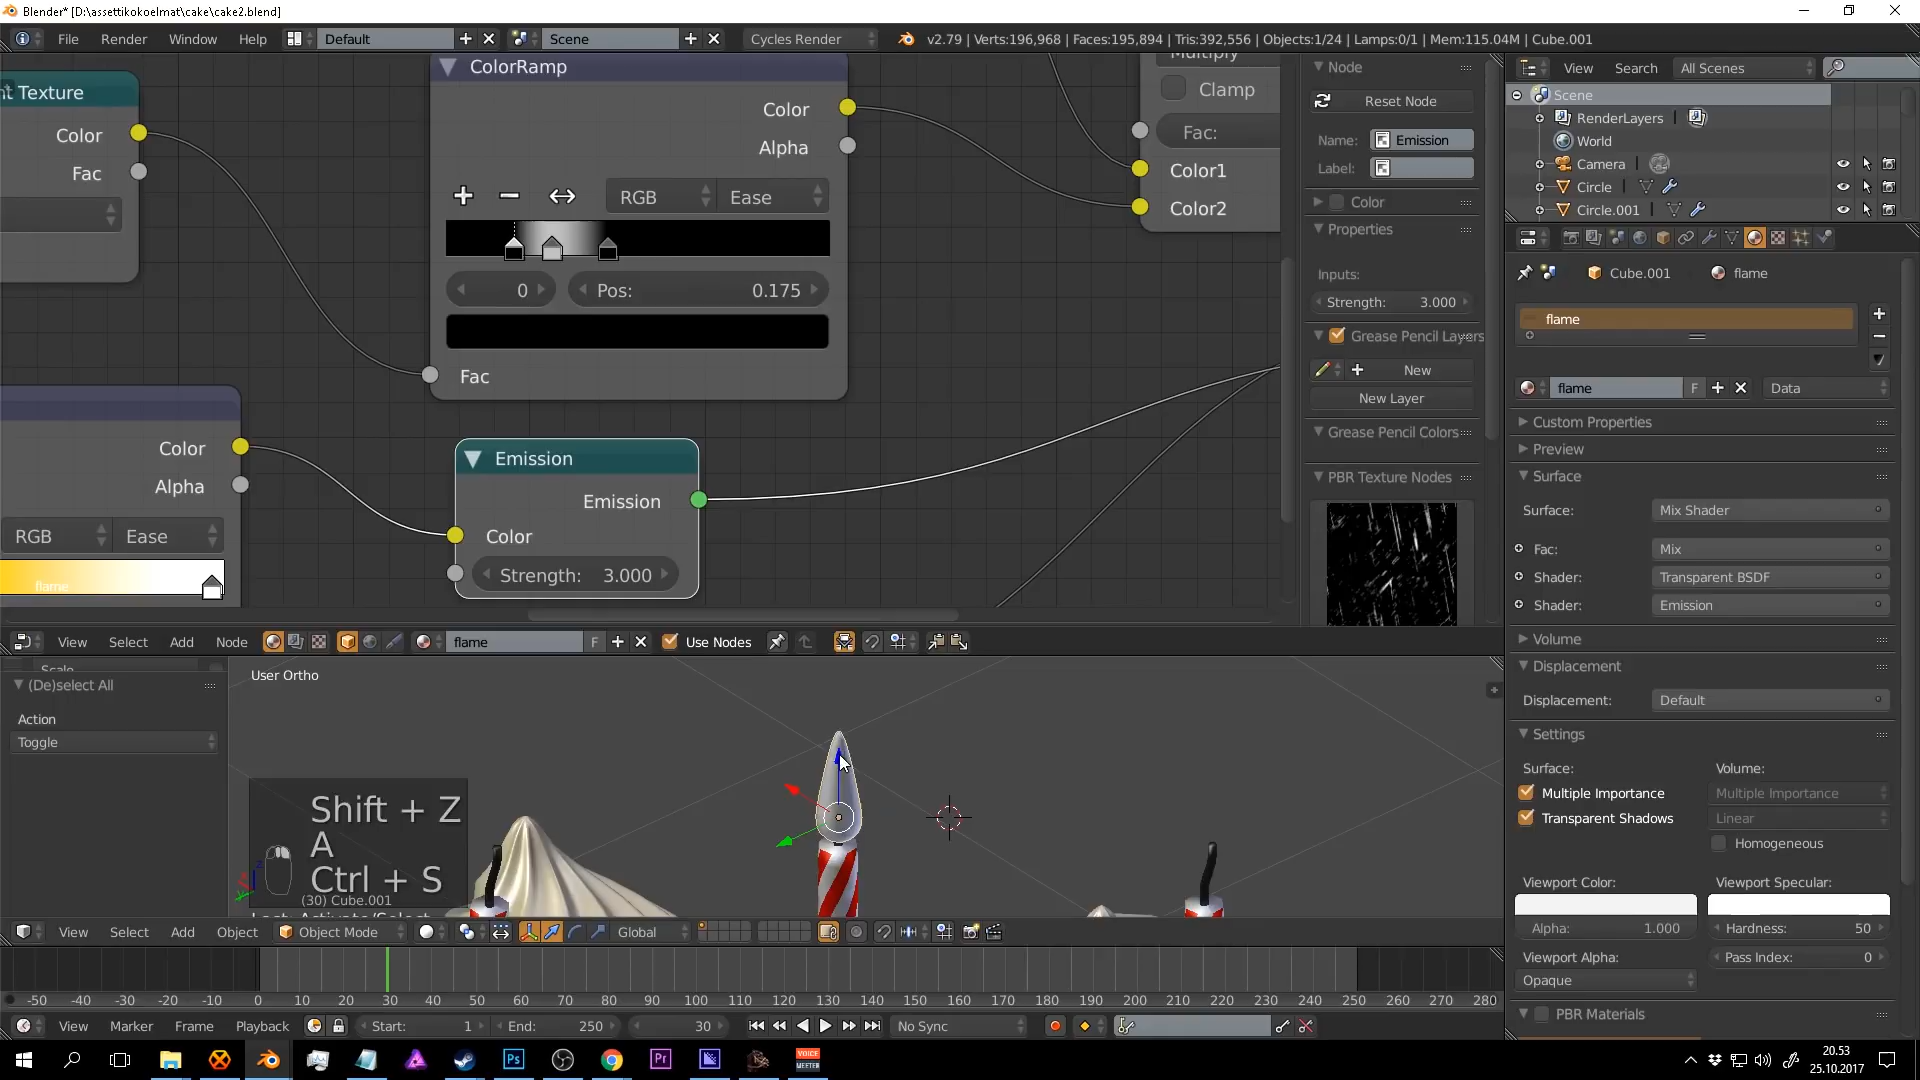 Blender* [D:\assettikokoelmat\cake\cake2.blend]
File Render Window Help Default Scene Cycles Render v2.79 | Verts:196,968 | Faces:195,894 | Tris:392,556 | Objects:1/24 | Lamps:0/1 | Mem:115.04M | Cube.001
nt Texture
Color
Fac
ColorRamp
Color
Alpha
RGB Ease
0 Pos: 0.175
Fac
Clamp
Fac:
Color1
Color2
Color
Alpha
RGB Ease
flame
Emission
Emission
Color
Strength: 3.000
Node
Reset Node
Name: Emission
Label:
Color
Properties
Inputs:
Strength: 3.000
Grease Pencil Layers
New
New Layer
Grease Pencil Colors
PBR Texture Nodes
View Search All Scenes
Scene
RenderLayers |
World
Camera |
Circle |
Circle.001 |
Cube.001 flame
flame
flame F Data
Custom Properties
Preview
Surface
Surface: Mix Shader
Fac: Mix
Shader: Transparent BSDF
Shader: Emission
Volume
Displacement
Displacement: Default
Settings
Surface: Volume:
Multiple Importance Multiple Importance
Transparent Shadows Linear
Homogeneous
Viewport Color: Viewport Specular:
Alpha: 1.000 Hardness: 50
Viewport Alpha: Pass Index: 0
Opaque
PBR Materials
View Select Add Node flame F Use Nodes
(De)select All
Action
Toggle
User Ortho
Shift + Z
A
Ctrl + S
(30) Cube.001
View Select Add Object Object Mode Global
-50 -40 -30 -20 -10 0 10 20 30 40 50 60 70 80 90 100 110 120 130 140 150 160 170 180 190 200 210 220 230 240 250 260 270 280
View Marker Frame Playback Start: 1 End: 250 30 No Sync
Ps Pr VOICE MEETER
20.53
25.10.2017